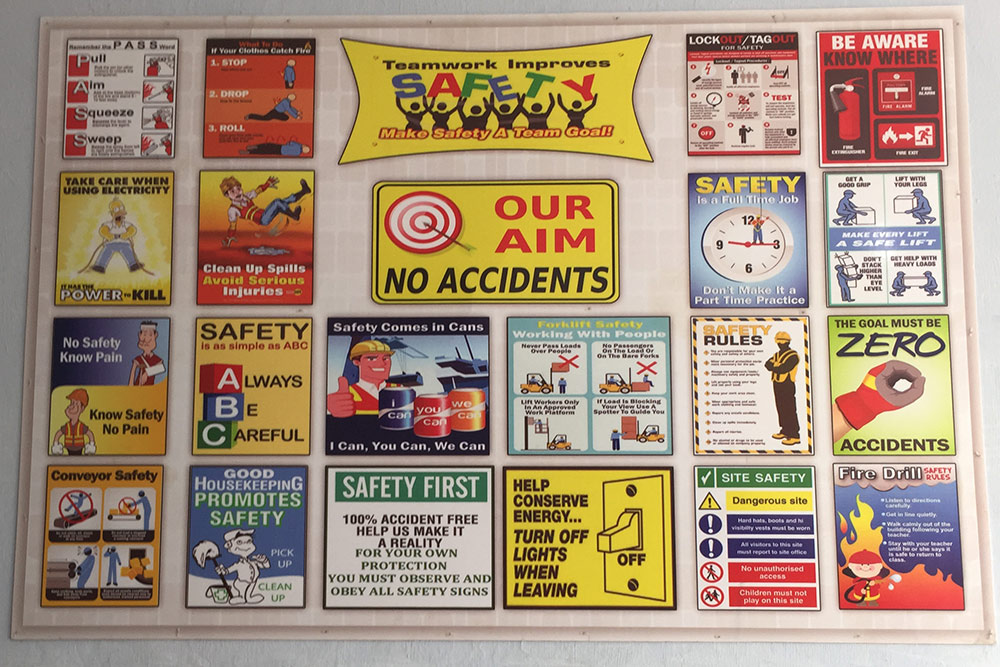 Remember the PASS Word
Pull
Aim
Squeeze
Sweep
What To Do
If Your Clothes Catch Fire
1. STOP
2. DROP
3. ROLL
Teamwork Improves
SAFETY
Make Safety A Team Goal!
LOCKOUT/TAGOUT
FOR SAFETY
TEST
OFF
BE AWARE
KNOW WHERE
FIRE ALARM
FIRE
ALARM
FIRE
EXTINGUISHER
FIRE EXIT
TAKE CARE WHEN
USING ELECTRICITY
IT HAS THE
POWER TO KILL
Clean Up Spills
Avoid Serious
Injuries
OUR
AIM
NO ACCIDENTS
SAFETY
Is a Full Time Job
12
9
3
6
Don't Make It a
Part Time Practice
GET A
GOOD GRIP
LIFT WITH
YOUR LEGS
MAKE EVERY LIFT
A SAFE LIFT
DON'T
STACK
HIGHER
THAN
EYE
LEVEL
GET HELP WITH
HEAVY LOADS
No Safety
Know Pain
Know Safety
No Pain
SAFETY
is as simple as ABC
ALWAYS
BE
CAREFUL
Safety Comes in Cans
i
can
you
can
we
can
I Can, You Can, We Can
Forklift Safety
Working With People
Never Pass Loads
Over People
No Passengers
On The Load Or
On The Bare Forks
Lift Workers Only
In An Approved
Work Platform
If Load Is Blocking
Your View Use A
Spotter To Guide You
SAFETY
RULES
THE GOAL MUST BE
ZERO
ACCIDENTS
Conveyor Safety
GOOD
HOUSEKEEPING
PROMOTES
SAFETY
PICK
UP
CLEAN
UP
SAFETY FIRST
100% ACCIDENT FREE
HELP US MAKE IT
A REALITY
FOR YOUR OWN
PROTECTION
YOU MUST OBSERVE AND
OBEY ALL SAFETY SIGNS
HELP
CONSERVE
ENERGY...
TURN OFF
LIGHTS
WHEN
LEAVING
OFF
SITE SAFETY
Dangerous site
Hard hats, boots and hi
visibility vests must be worn
All visitors to this site
must report to site office
No unauthorised
access
Children must not
play on this site
Fire Drill SAFETY
RULES
Listen to directions
carefully.
Get in line quietly.
Walk calmly out of the
building following your
teacher.
Stay with your teacher
until he or she says it
is safe to return to
class.